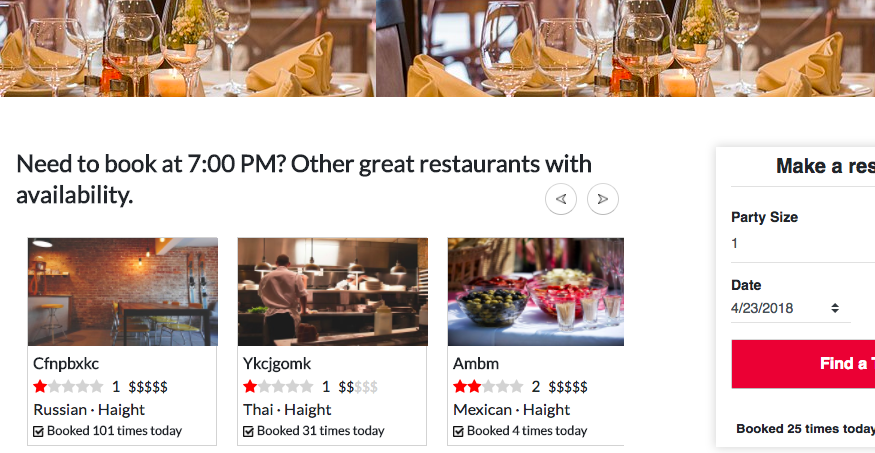 Need to book at 7:00 PM? Other great restaurants with
availability.
Cfnpbxkc
1 $$$$$
Russian · Haight
Booked 101 times today
Ykcjgomk
1 $$$$$
Thai · Haight
Booked 31 times today
Ambm
2 $$$$$
Mexican · Haight
Booked 4 times today
Make a res
Party Size
1
Date
4/23/2018
Find a T
Booked 25 times today